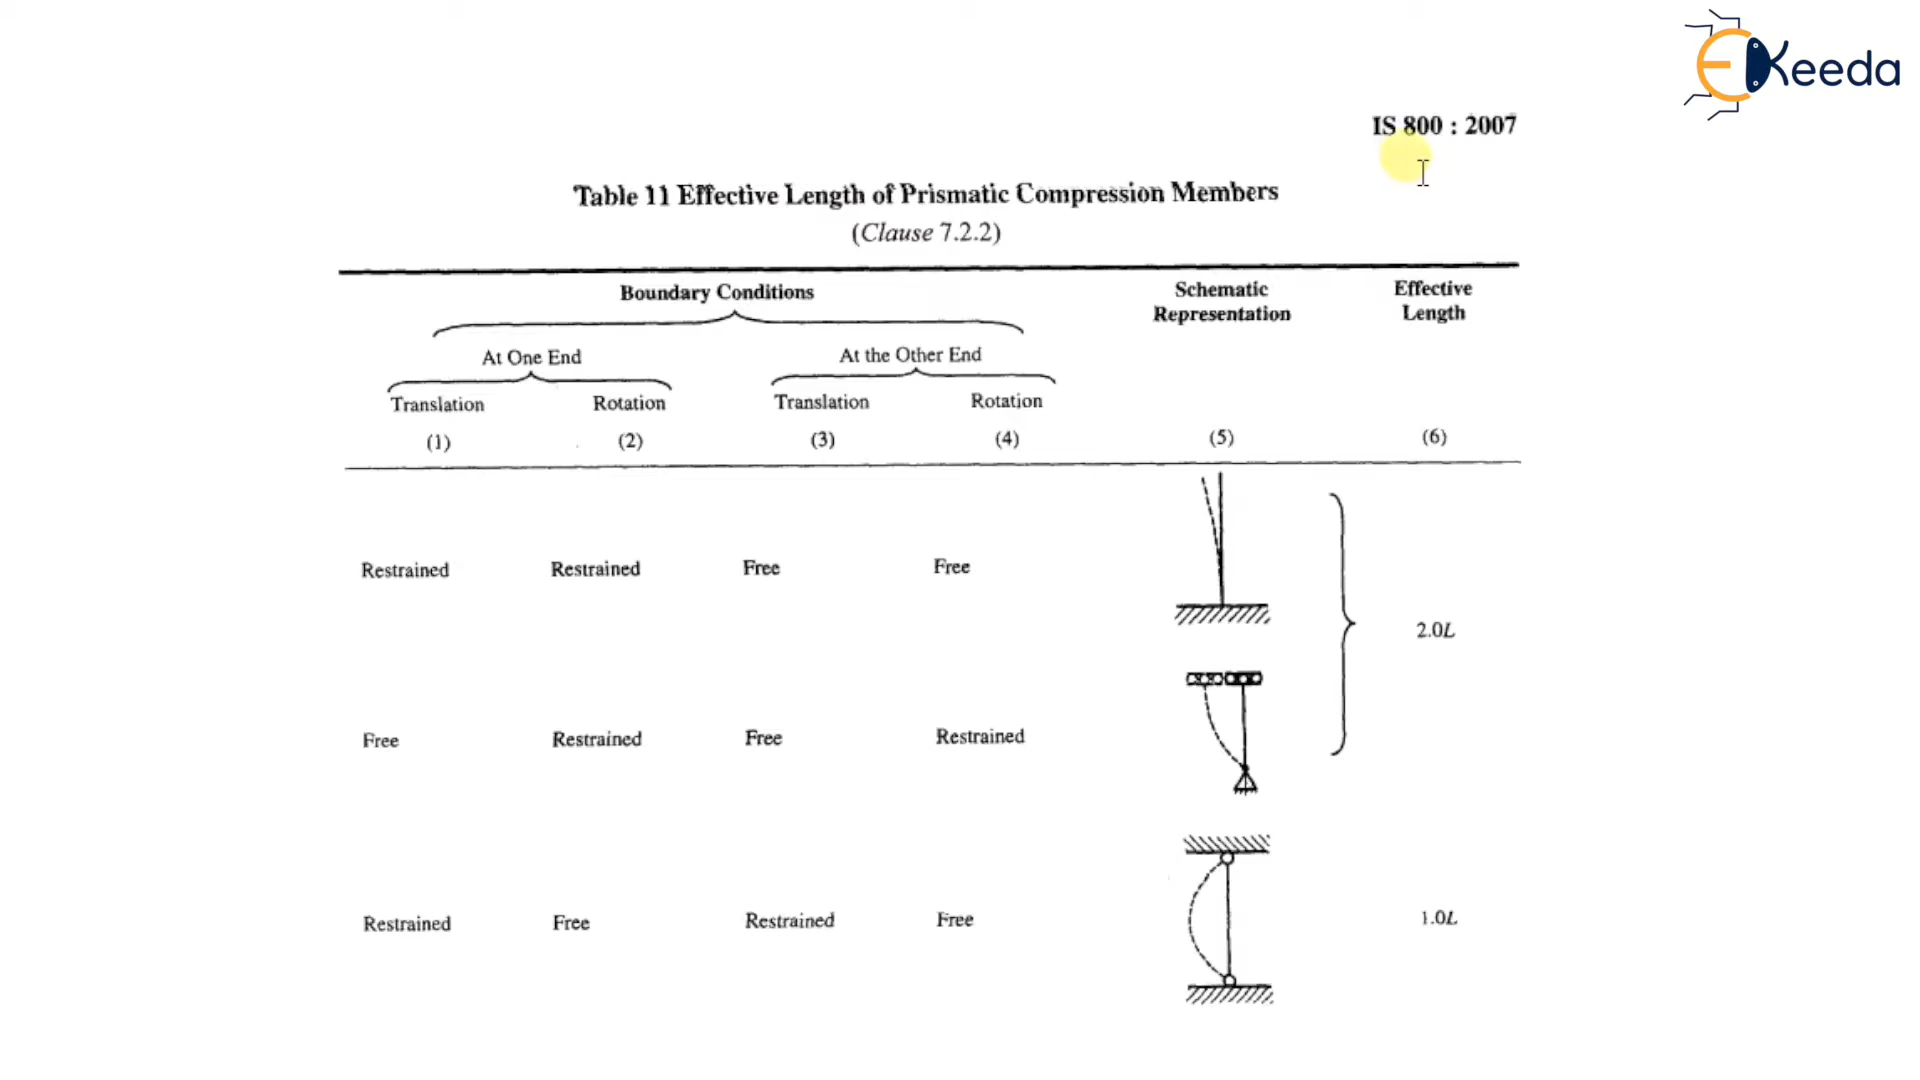 EKeeda
IS 800 : 2007
Table 11 Effective Length of Prismatic Compression Members
(Clause 7.2.2)
Boundary Conditions
Schematic Representation
Effective Length
At One End
At the Other End
Translation Rotation Translation Rotation
(1) (2) (3) (4) (5) (6)
Restrained Restrained Free Free
2.0L
Free Restrained Free Restrained
Restrained Free Restrained Free 1.0L